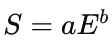 S = aE^b